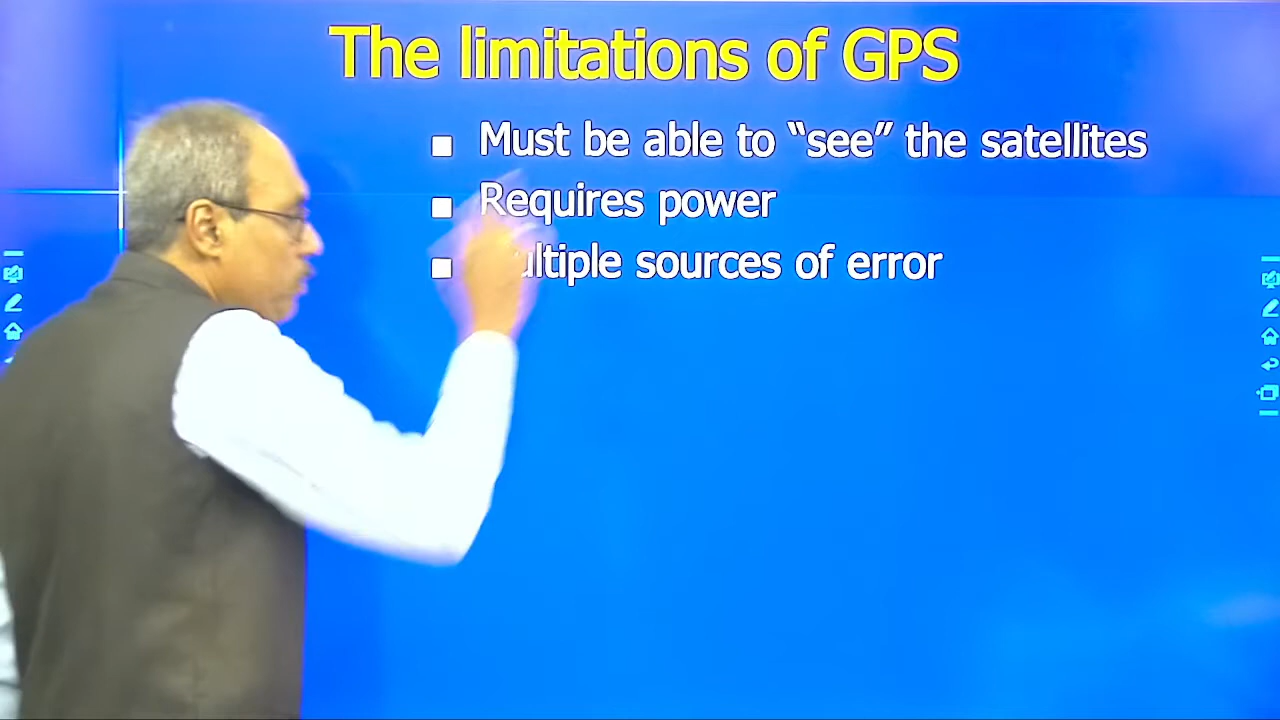 The limitations of GPS
Must be able to “see” the satellites
Requires power
sources of error